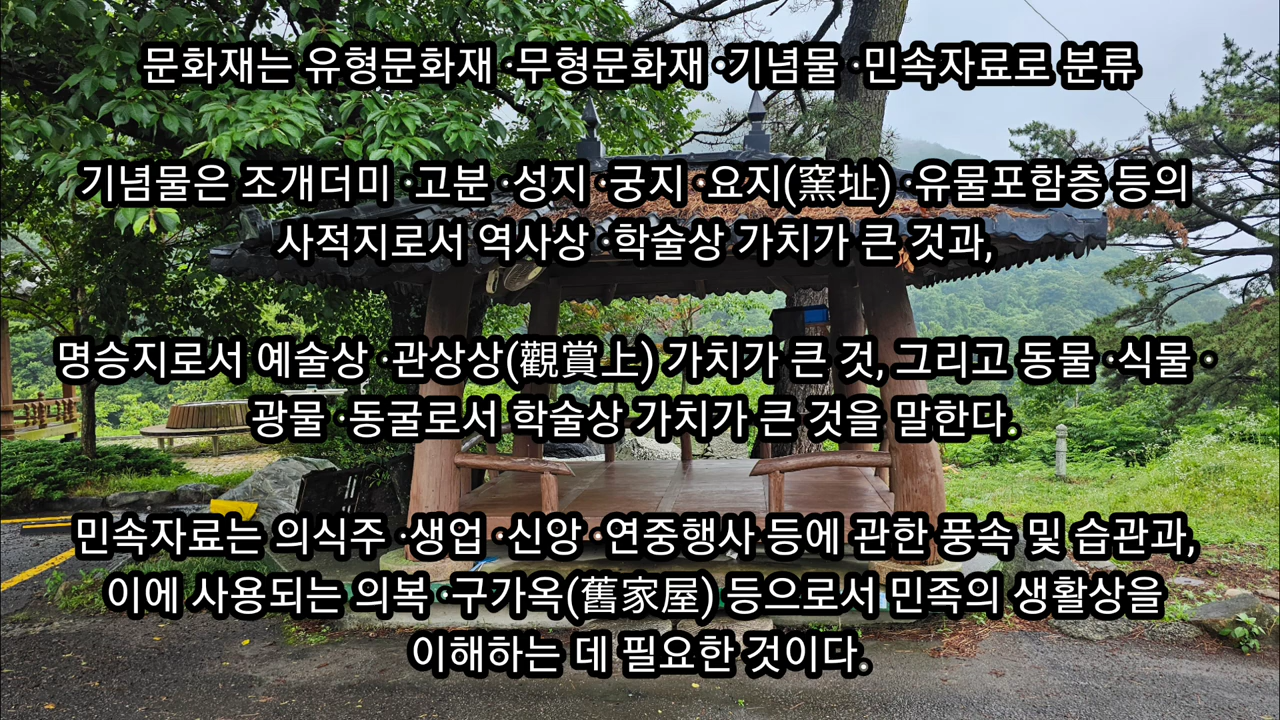 문화재는 유형문화재 ·무형문화재 ·기념물 ·민속자료로 분류
기념물은 조개더미 ·고분 ·성지 ·궁지 ·요지(窯址) ·유물포함층 등의
사적지로서 역사상 ·학술상 가치가 큰 것과,
명승지로서 예술상 ·관상상(觀賞上) 가치가 큰 것, 그리고 동물 ·식물 ·
광물 ·동굴로서 학술상 가치가 큰 것을 말한다.
민속자료는 의식주 ·생업 ·신앙 ·연중행사 등에 관한 풍속 및 습관과,
이에 사용되는 의복 ·구가옥(舊家屋) 등으로서 민족의 생활상을
이해하는 데 필요한 것이다.